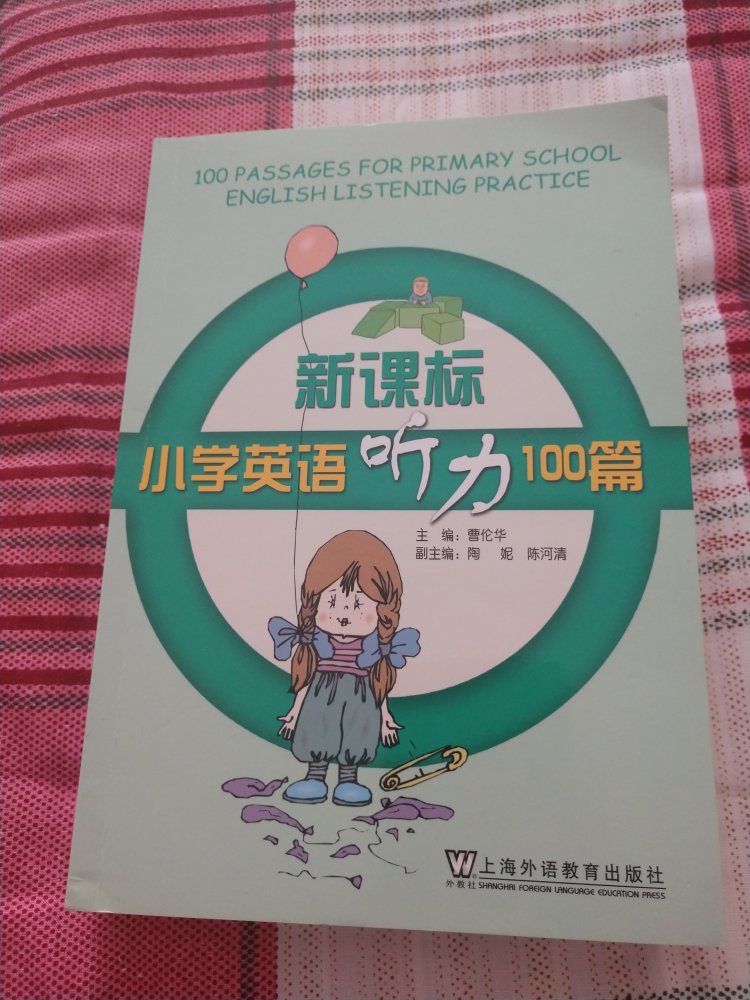 100 PASSAGES FOR PRIMARY SCHOOL
ENGLISH LISTENING PRACTICE
新课标
小学英语听力100篇
主 编：曹伦华
副主编：陶 妮 陈河清
W®上海外语教育出版社
外教社 SHANGHAI FOREIGN LANGUAGE EDUCATION PRESS